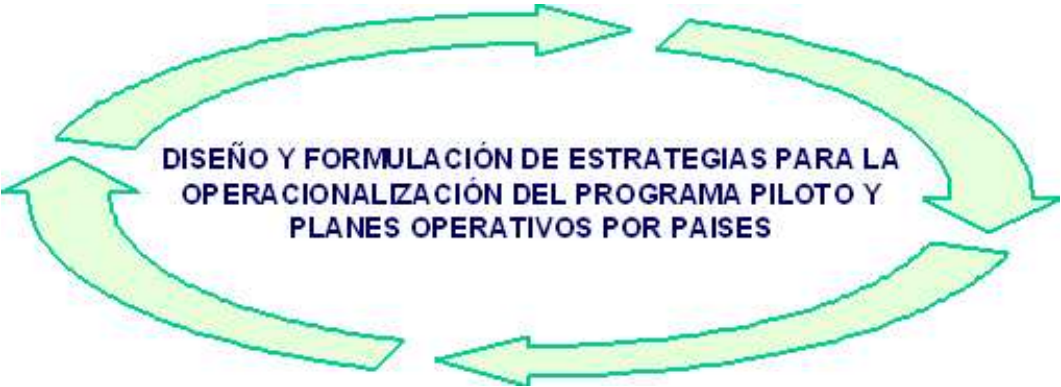 DISEÑO Y FORMULACIÓN DE ESTRATEGIAS PARA LA
OPERACIONALIZACIÓN DEL PROGRAMA PILOTO Y
PLANES OPERATIVOS POR PAISES